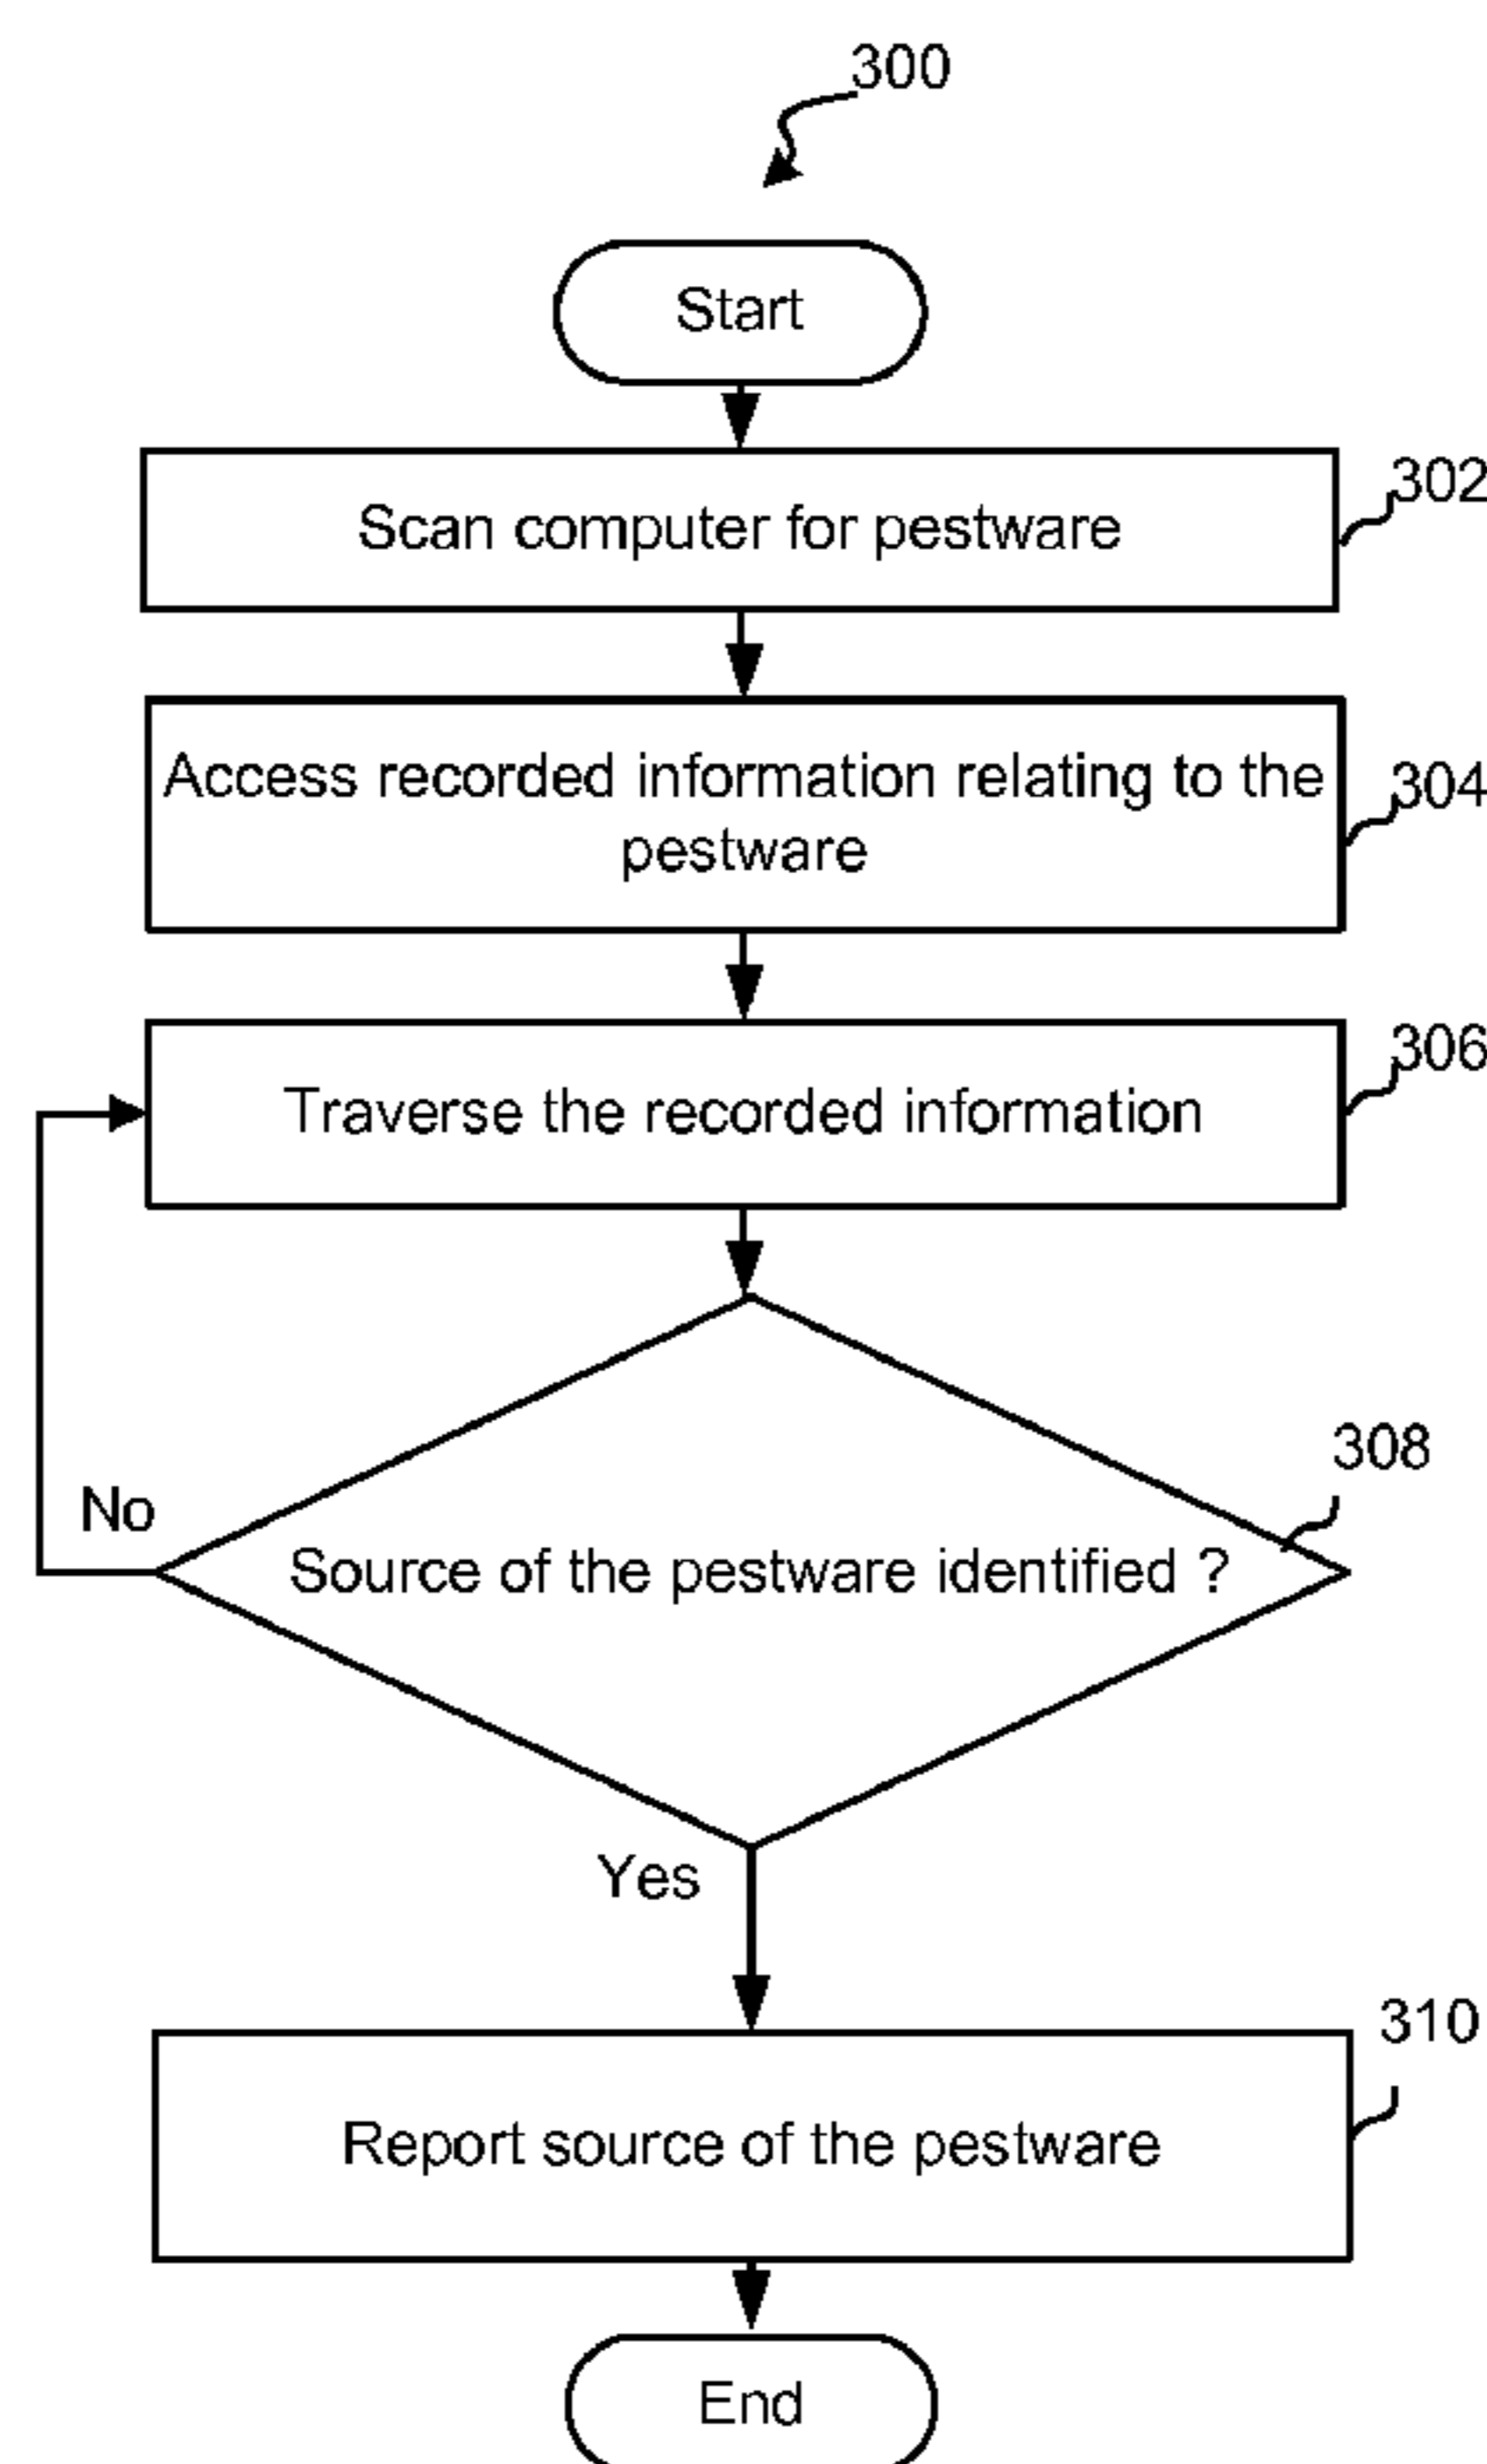 300
Start
Scan computer for pestware
302
Access recorded information relating to the
pestware
304
Traverse the recorded information
306
Source of the pestware identified ?
308
No
Yes
Report source of the pestware
310
End